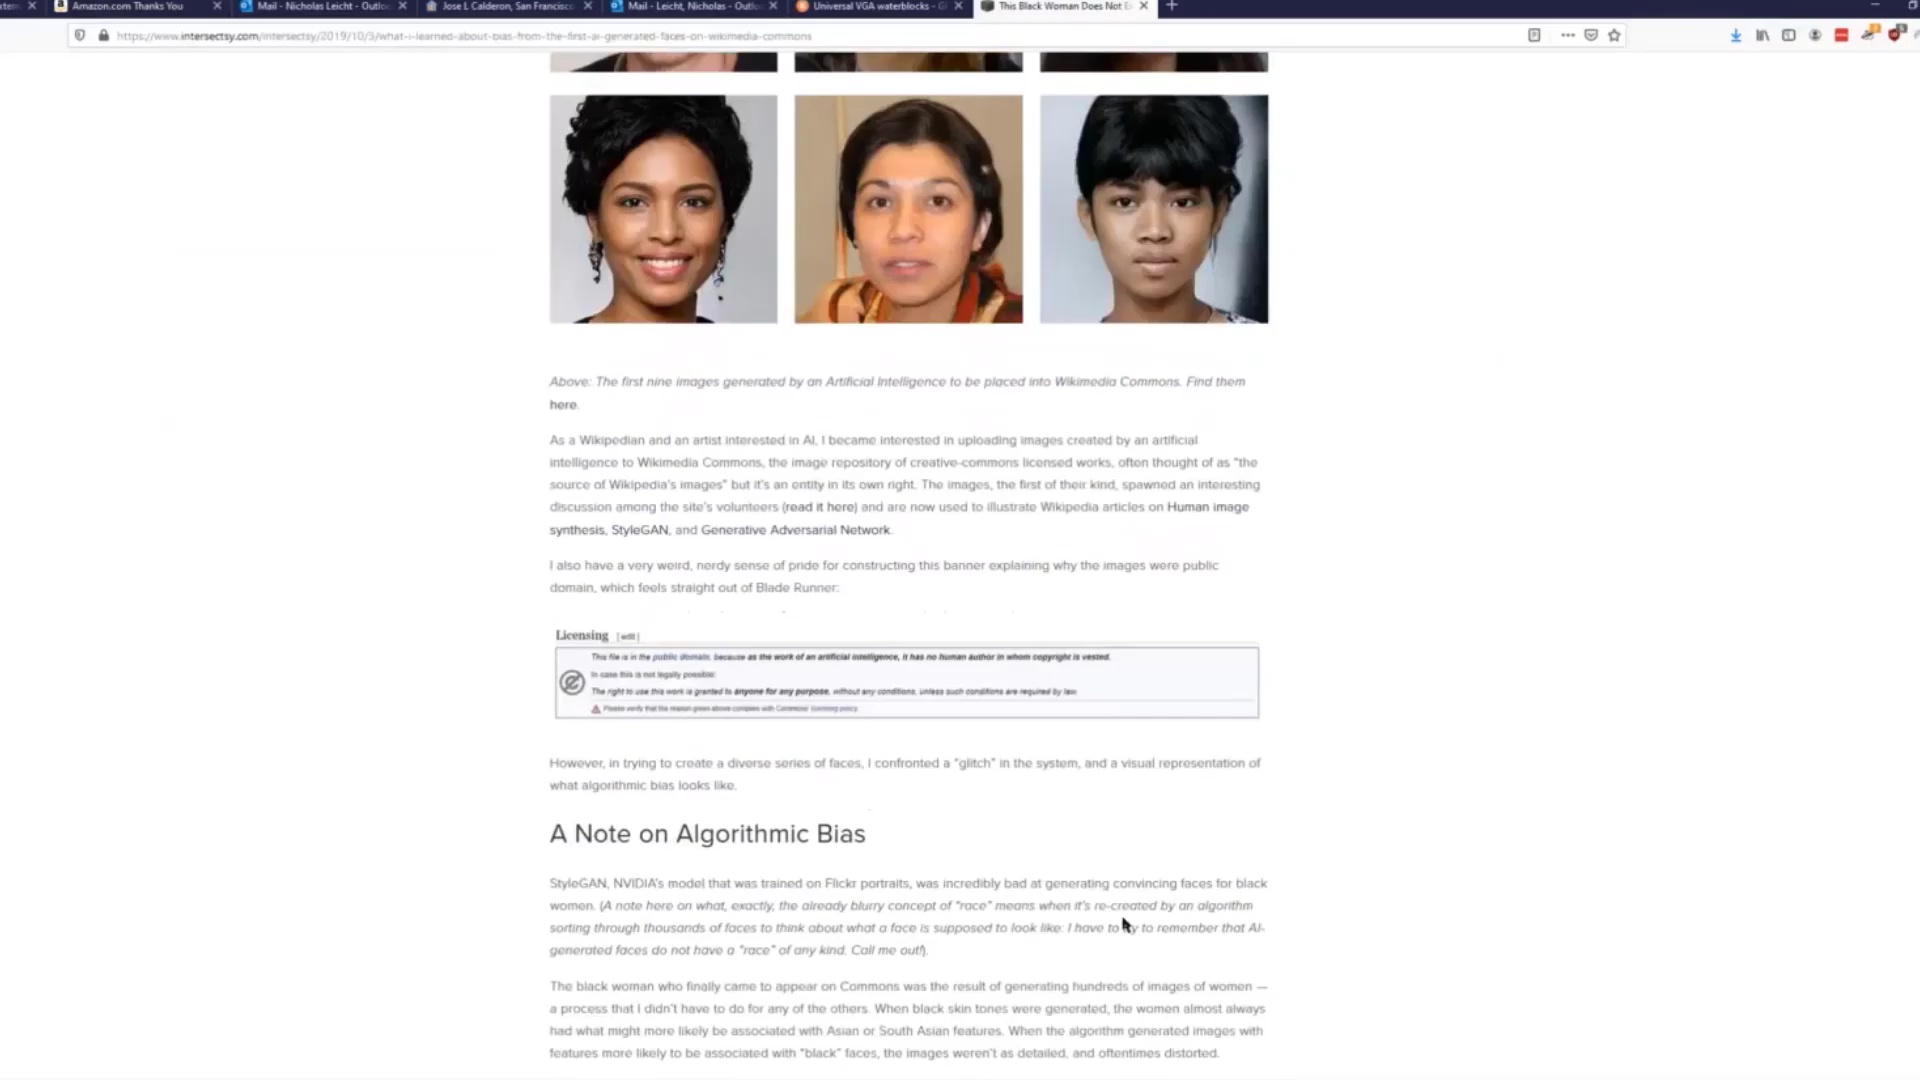 Amazon.com Thanks You
Mail - Nicholas Leicht - Outloo
Jose L Calderon, San Francisco
Mail - Leicht, Nicholas - Outloo
Universal VGA waterblocks -
This Black Woman Does Not E
https://www.intersectsy.com/intersectsy/2019/10/3/what-i-learned-about-bias-from-the-first-ai-generated-faces-on-wikimedia-commons
Above: The first nine images generated by an Artificial Intelligence to be placed into Wikimedia Commons. Find them
here.
As a Wikipedian and an artist interested in AI, I became interested in uploading images created by an artificial
intelligence to Wikimedia Commons, the image repository of creative-commons licensed works, often thought of as "the
source of Wikipedia's images" but it's an entity in its own right. The images, the first of their kind, spawned an interesting
discussion among the site's volunteers (read it here) and are now used to illustrate Wikipedia articles on Human image
synthesis, StyleGAN, and Generative Adversarial Network.
I also have a very weird, nerdy sense of pride for constructing this banner explaining why the images were public
domain, which feels straight out of Blade Runner:
Licensing [edit]
This file is in the public domain, because as the work of an artificial intelligence, it has no human author in whom copyright is vested.
In case this is not legally possible:
The right to use this work is granted to anyone for any purpose, without any conditions, unless such conditions are required by law.
Please verify that the reason given above complies with Commons' licensing policy.
However, in trying to create a diverse series of faces, I confronted a "glitch" in the system, and a visual representation of
what algorithmic bias looks like.
A Note on Algorithmic Bias
StyleGAN, NVIDIA's model that was trained on Flickr portraits, was incredibly bad at generating convincing faces for black
women. (A note here on what, exactly, the already blurry concept of "race" means when it's re-created by an algorithm
sorting through thousands of faces to think about what a face is supposed to look like: I have to try to remember that AI-
generated faces do not have a "race" of any kind. Call me out!).
The black woman who finally came to appear on Commons was the result of generating hundreds of images of women —
a process that I didn't have to do for any of the others. When black skin tones were generated, the women almost always
had what might more likely be associated with Asian or South Asian features. When the algorithm generated images with
features more likely to be associated with "black" faces, the images weren't as detailed, and oftentimes distorted.